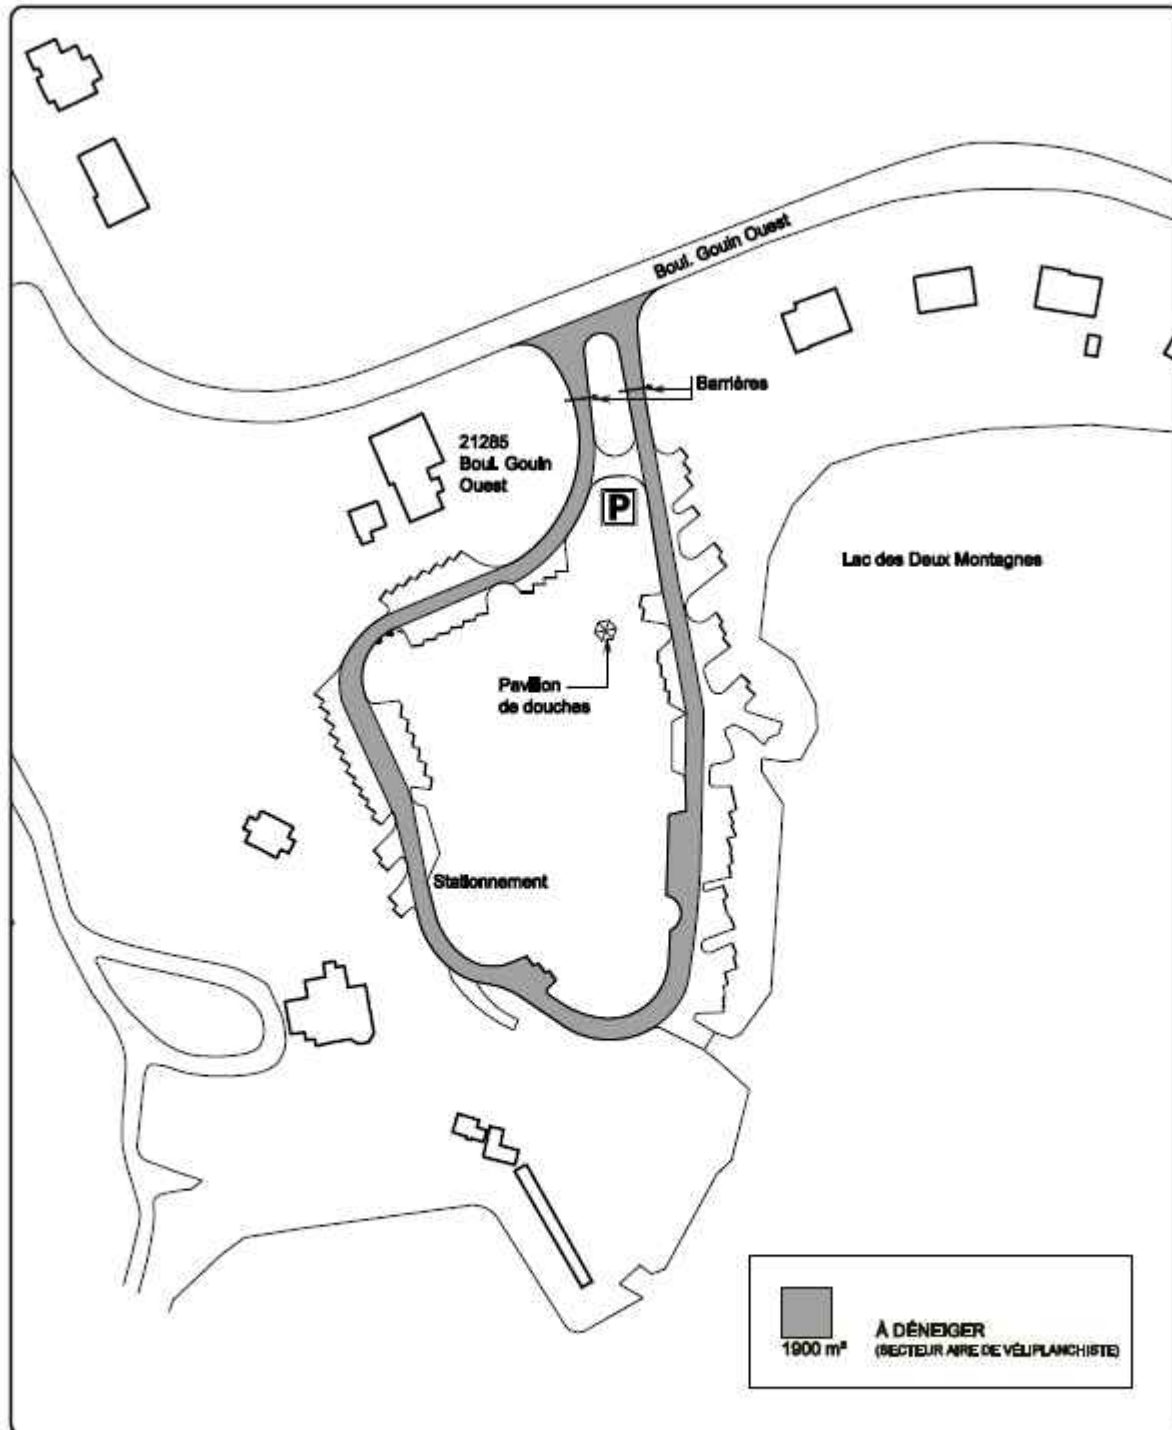 Boul. Gouin Ouest
Barrières
21285
Boul. Gouin
Ouest
P
Lac des Deux Montagnes
Pavillon
de douches
Stationnement
À DÉNEIGER
1900 m²
(SECTEUR AIRE DE VÉLIPLANCHISTE)